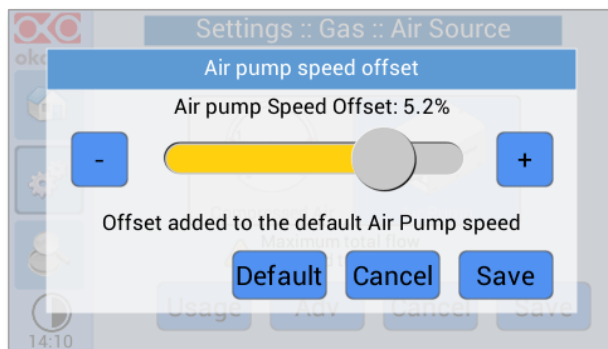 Settings :: Gas :: Air Source
oko
Air pump speed offset
Air pump Speed Offset: 5.2%
-
+
Offset added to the default Air Pump speed
Maximum total flow
Default Cancel Save
Usage Adv Cancel Save
14:10